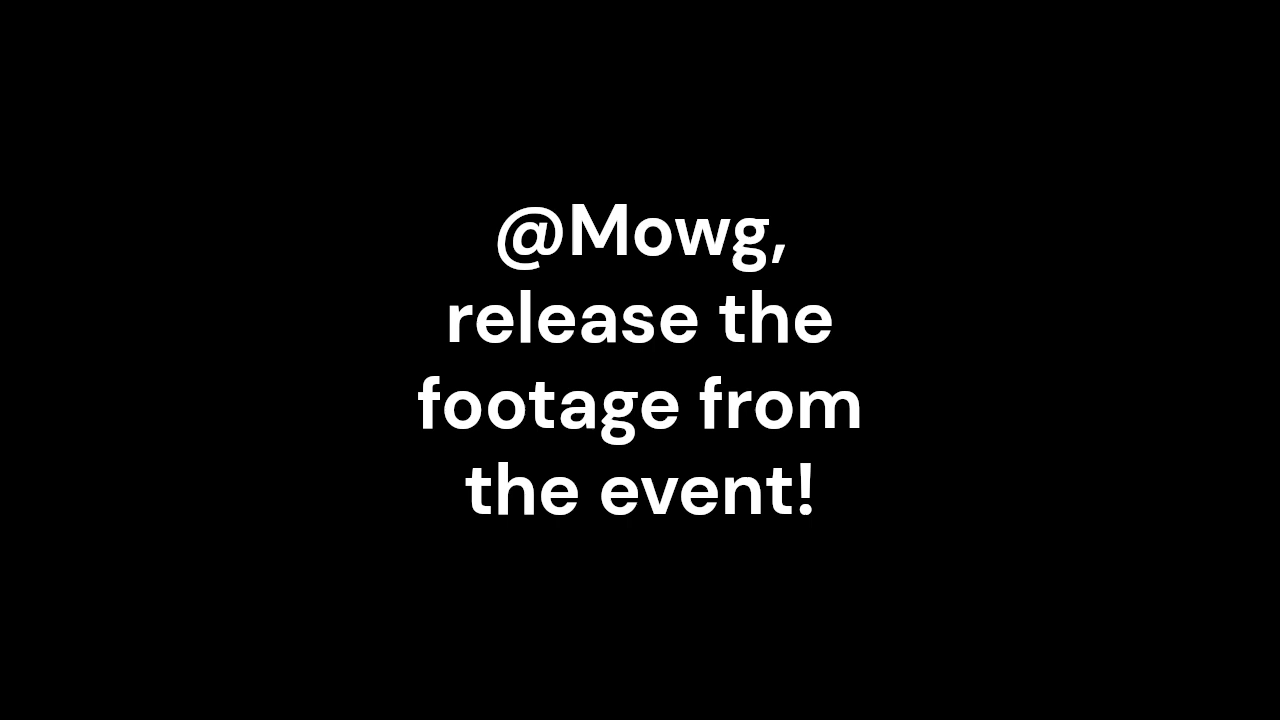 @Mowg,
release the
footage from
the event!